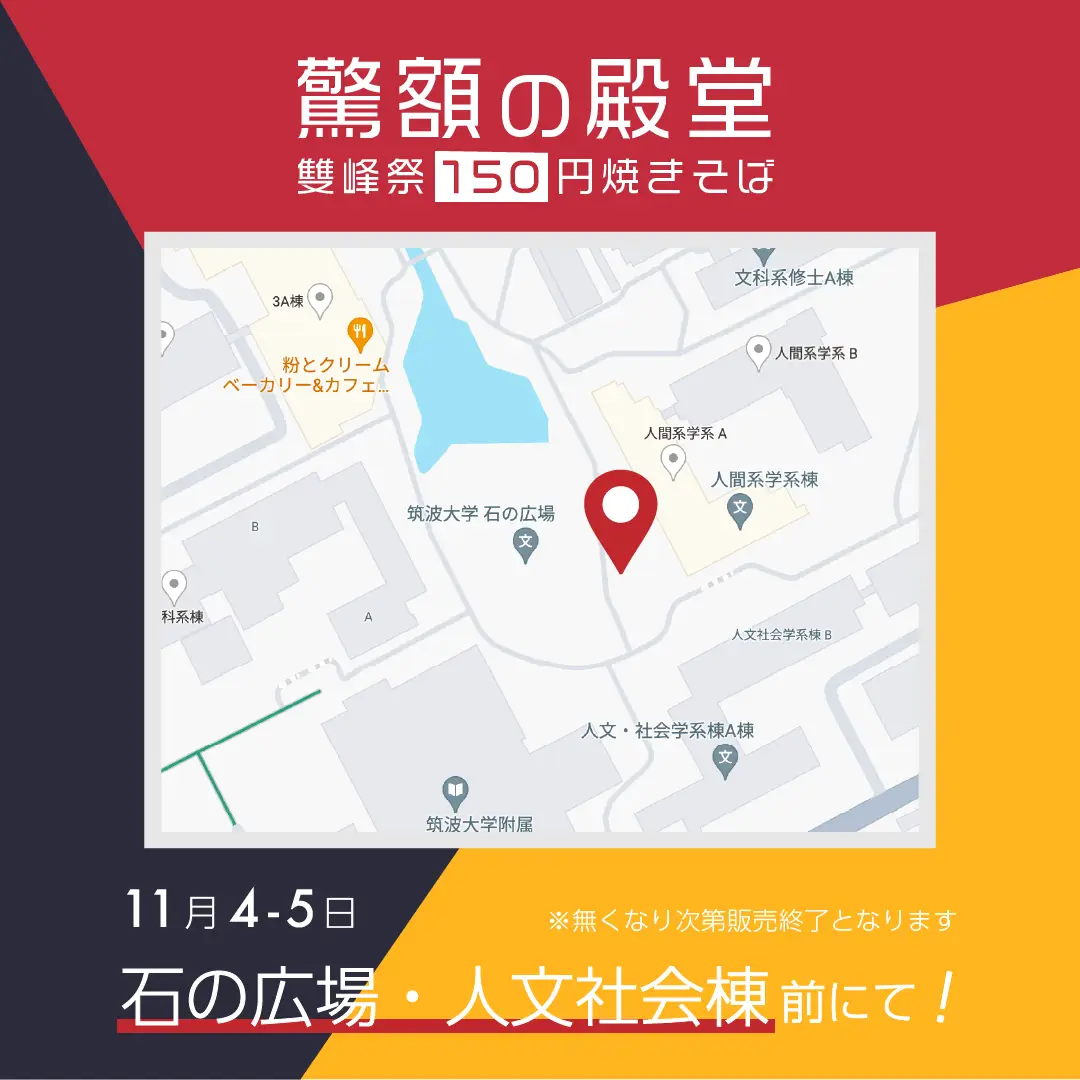 驚額の殿堂
雙峰祭150円焼きそば
文科系修士A棟
3A棟
人間系学系 B
粉とクリーム
ベーカリー&カフェ...
人間系学系 A
人間系学系棟
文
筑波大学 石の広場
文
B
科系棟
A
人文社会学系棟 B
人文・社会学系棟A棟
文
筑波大学附属
11月4-5日
※無くなり次第販売終了となります
石の広場・人文社会棟前にて!